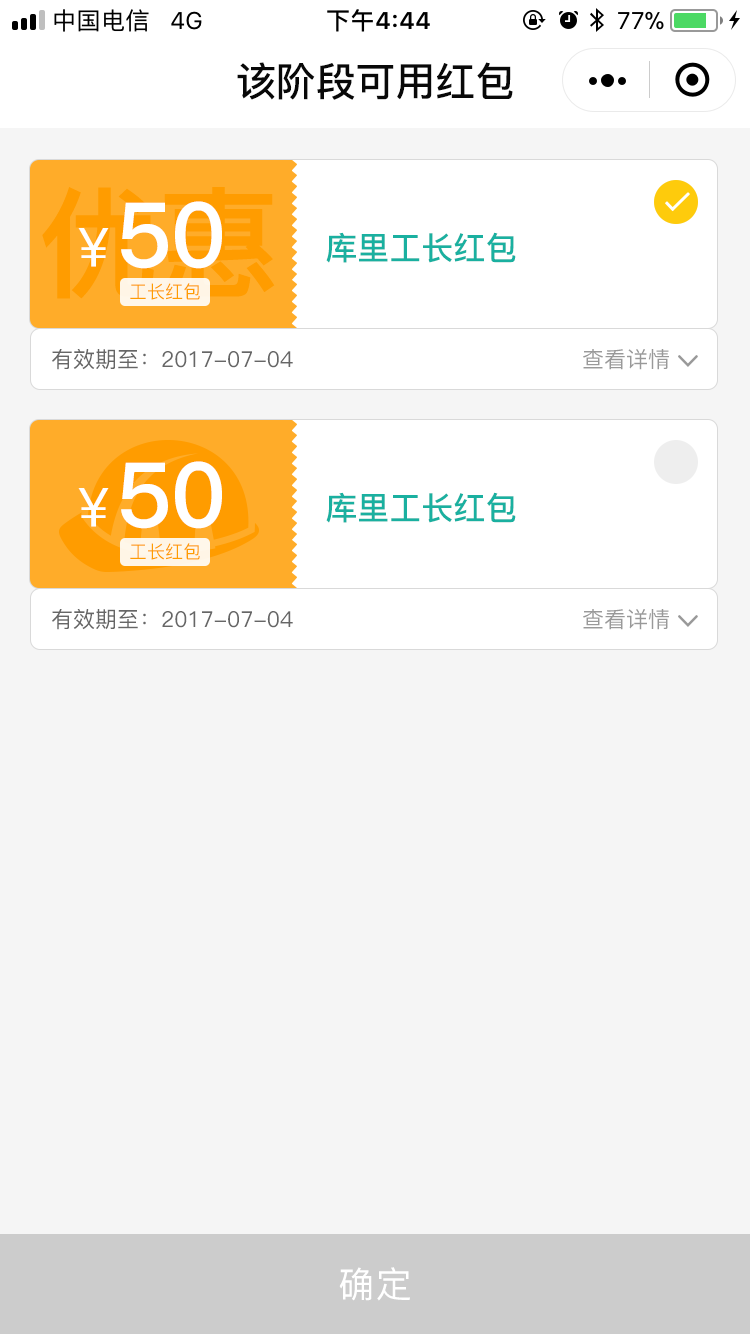 中国电信 4G 下午4:44 77%
该阶段可用红包
优惠
¥50
工长红包
库里工长红包
有效期至：2017-07-04 查看详情
¥50
工长红包
库里工长红包
有效期至：2017-07-04 查看详情
确定